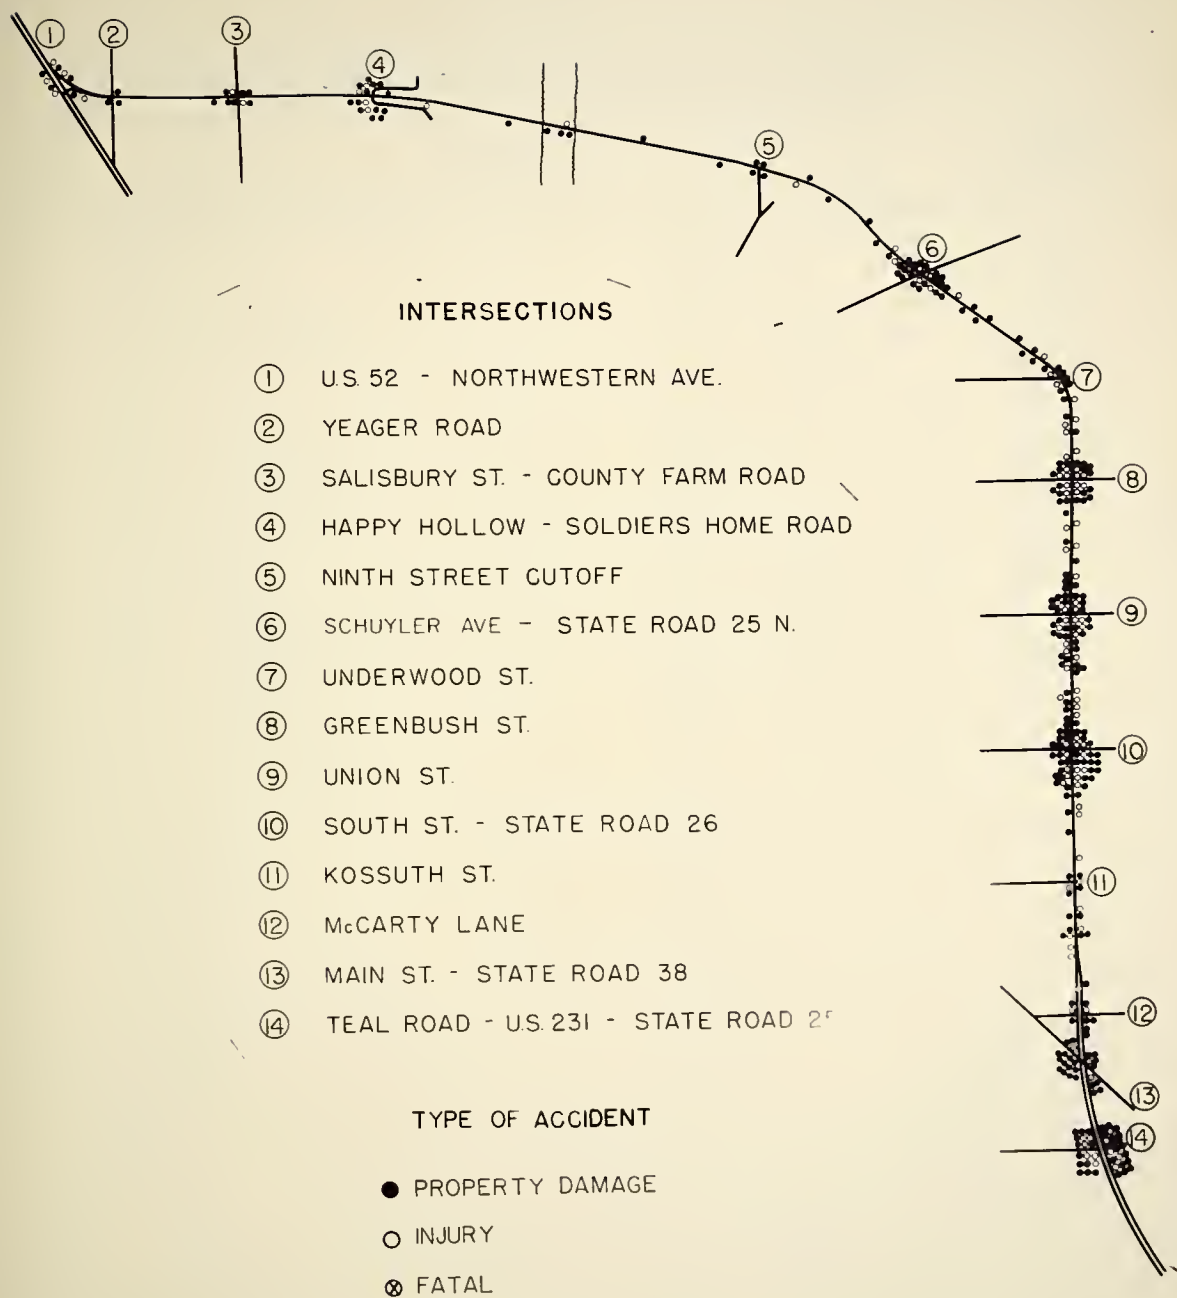 ① ② ③ ④ ⑤ ⑥ ⑦ ⑧ ⑨ ⑩ ⑪ ⑫ ⑬ ⑭
INTERSECTIONS
① U.S. 52 - NORTHWESTERN AVE.
② YEAGER ROAD
③ SALISBURY ST. - COUNTY FARM ROAD
④ HAPPY HOLLOW - SOLDIERS HOME ROAD
⑤ NINTH STREET CUTOFF
⑥ SCHUYLER AVE - STATE ROAD 25 N.
⑦ UNDERWOOD ST.
⑧ GREENBUSH ST.
⑨ UNION ST.
⑩ SOUTH ST. - STATE ROAD 26
⑪ KOSSUTH ST.
⑫ McCARTY LANE
⑬ MAIN ST. - STATE ROAD 38
⑭ TEAL ROAD - U.S. 231 - STATE ROAD
TYPE OF ACCIDENT
PROPERTY DAMAGE
INJURY
FATAL